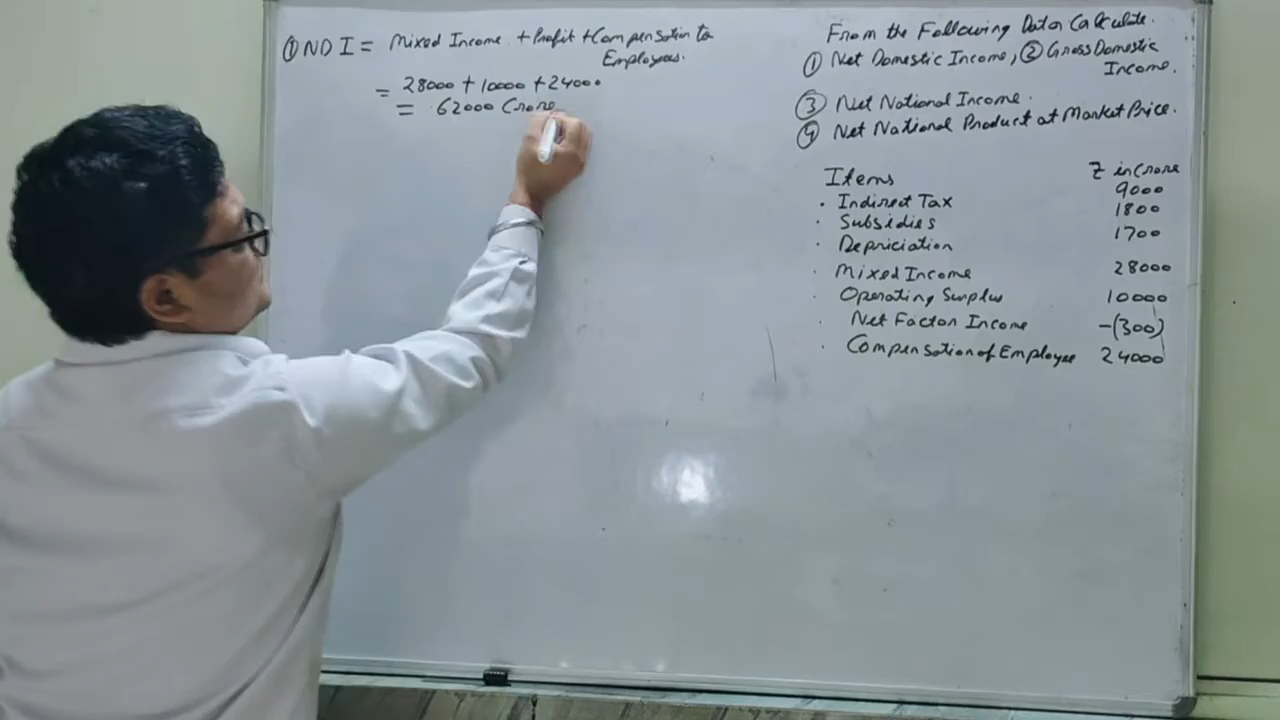 ① NDI = Mixed Income + Profit + Compensation to
Employees.
= 28000 + 10000 + 24000
= 62000 Crore
From the Following Data Calculate.
① Net Domestic Income, ② Gross Domestic
Income.
③ Net National Income.
④ Net National Product at Market Price.
Items ₹ in Crore
• Indirect Tax 9000
• Subsidies 1800
• Depriciation 1700
• Mixed Income 28000
• Operating Surplus 10000
• Net Factor Income -(300)
• Compensation of Employee 24000